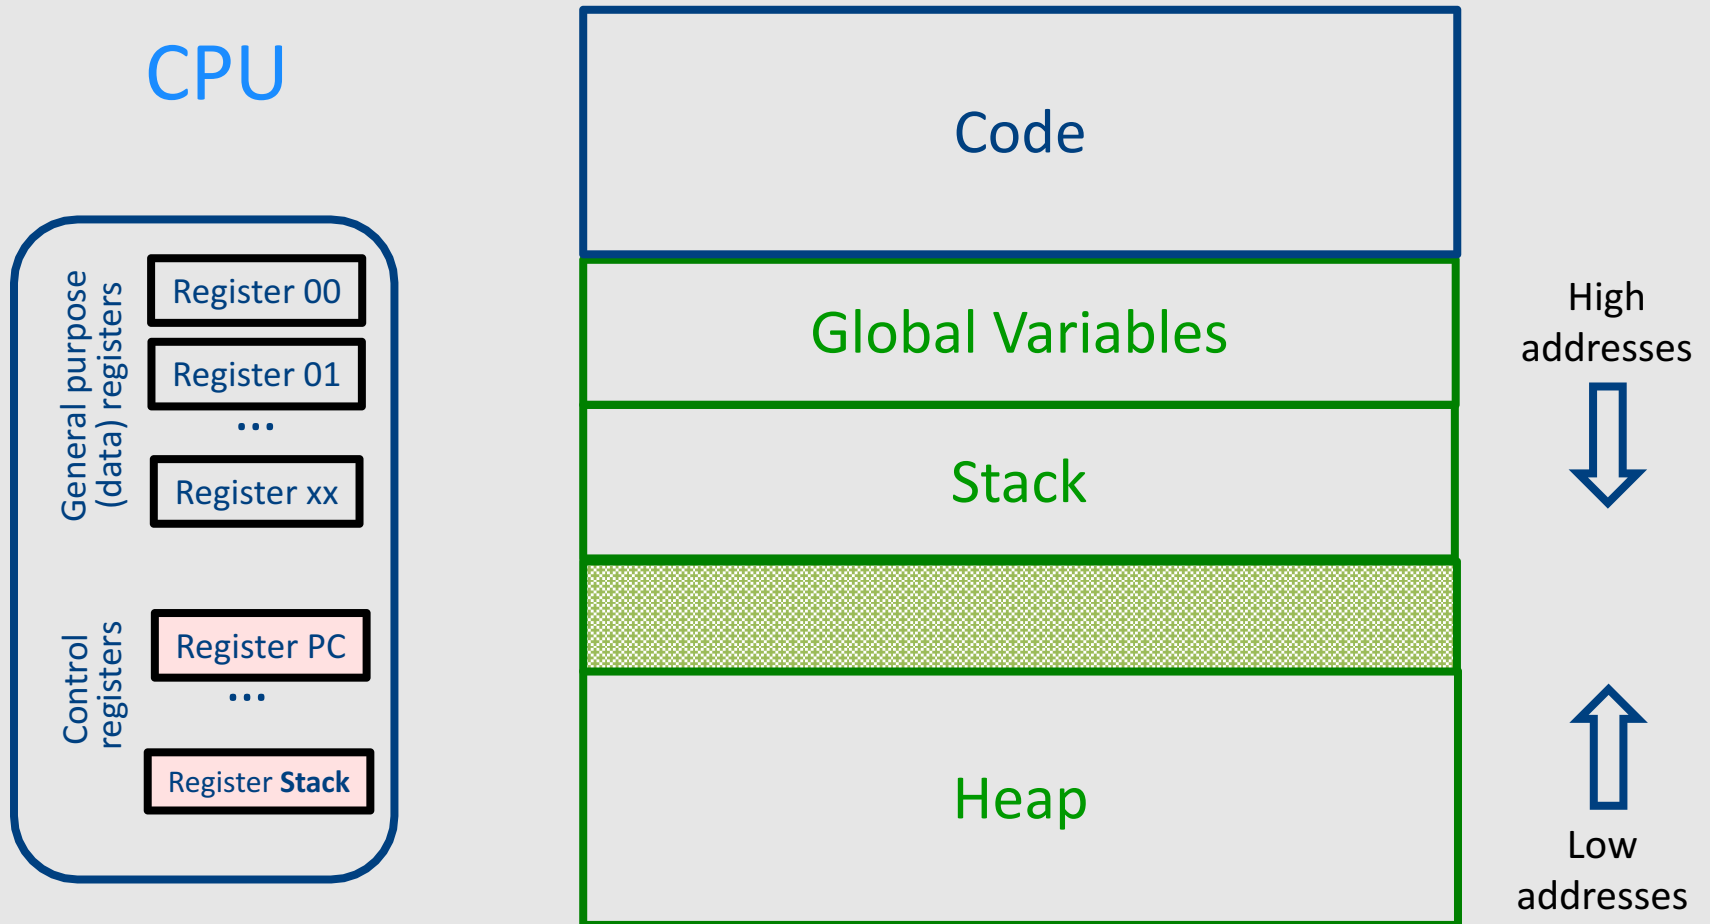 CPU
General purpose
(data) registers
Register 00
Register 01
...
Register xx
Control
registers
Register PC
...
Register Stack
Code
Global Variables
Stack
Heap
High
addresses
Low
addresses